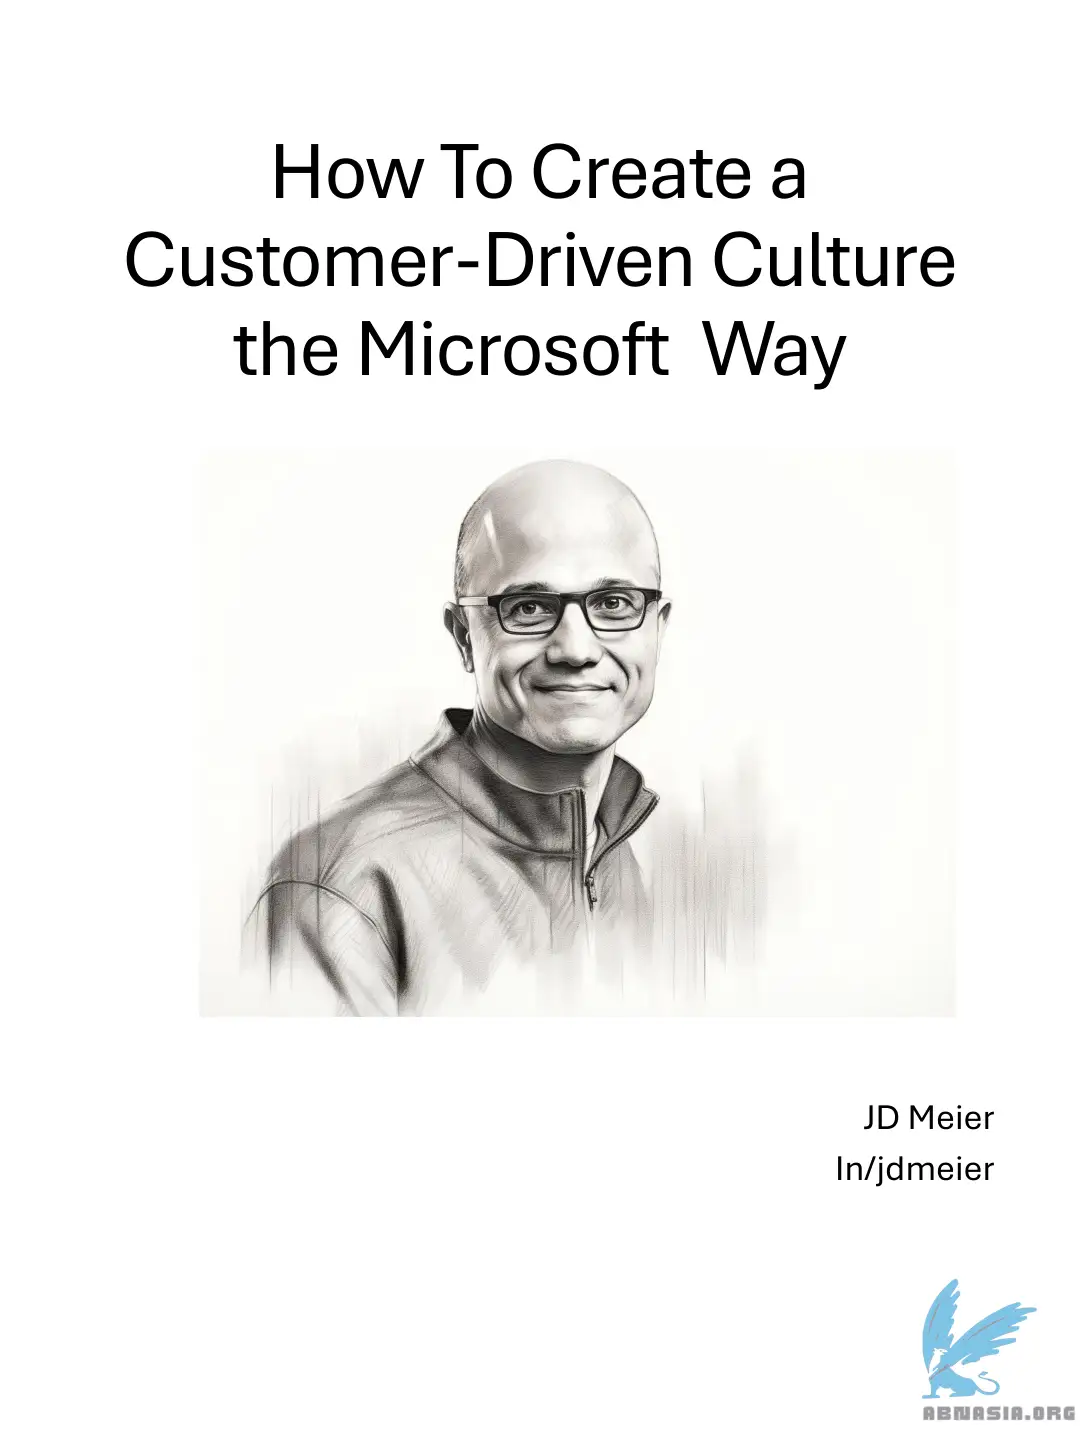 How To Create a
Customer-Driven Culture
the Microsoft  Way
JD Meier
In/jdmeier
ABNASIA.ORG